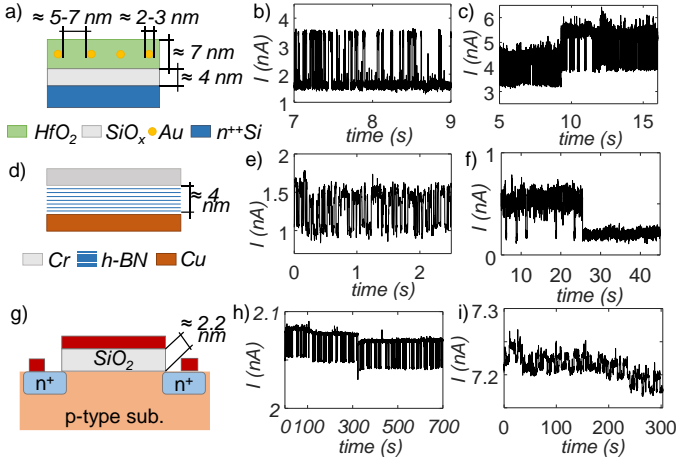 a)
≈ 5-7 nm
≈ 2-3 nm
≈ 7 nm
≈ 4 nm
HfO2 SiOx Au n++Si
b)
I (nA)
4
3
2
1
7 8 9
time (s)
c)
I (nA)
6
5
4
3
5 10 15
time (s)
d)
≈ 4
nm
Cr h-BN Cu
e)
I (nA)
2
1.5
1
0 1 2
time (s)
f)
I (nA)
1
0
10 20 30 40
time (s)
g)
≈ 2.2
nm
SiO2
n+ n+
p-type sub.
h)
I (nA)
2.1
2
0 100 300 500 700
time (s)
i)
I (nA)
7.3
7.2
0 100 200 300
time (s)